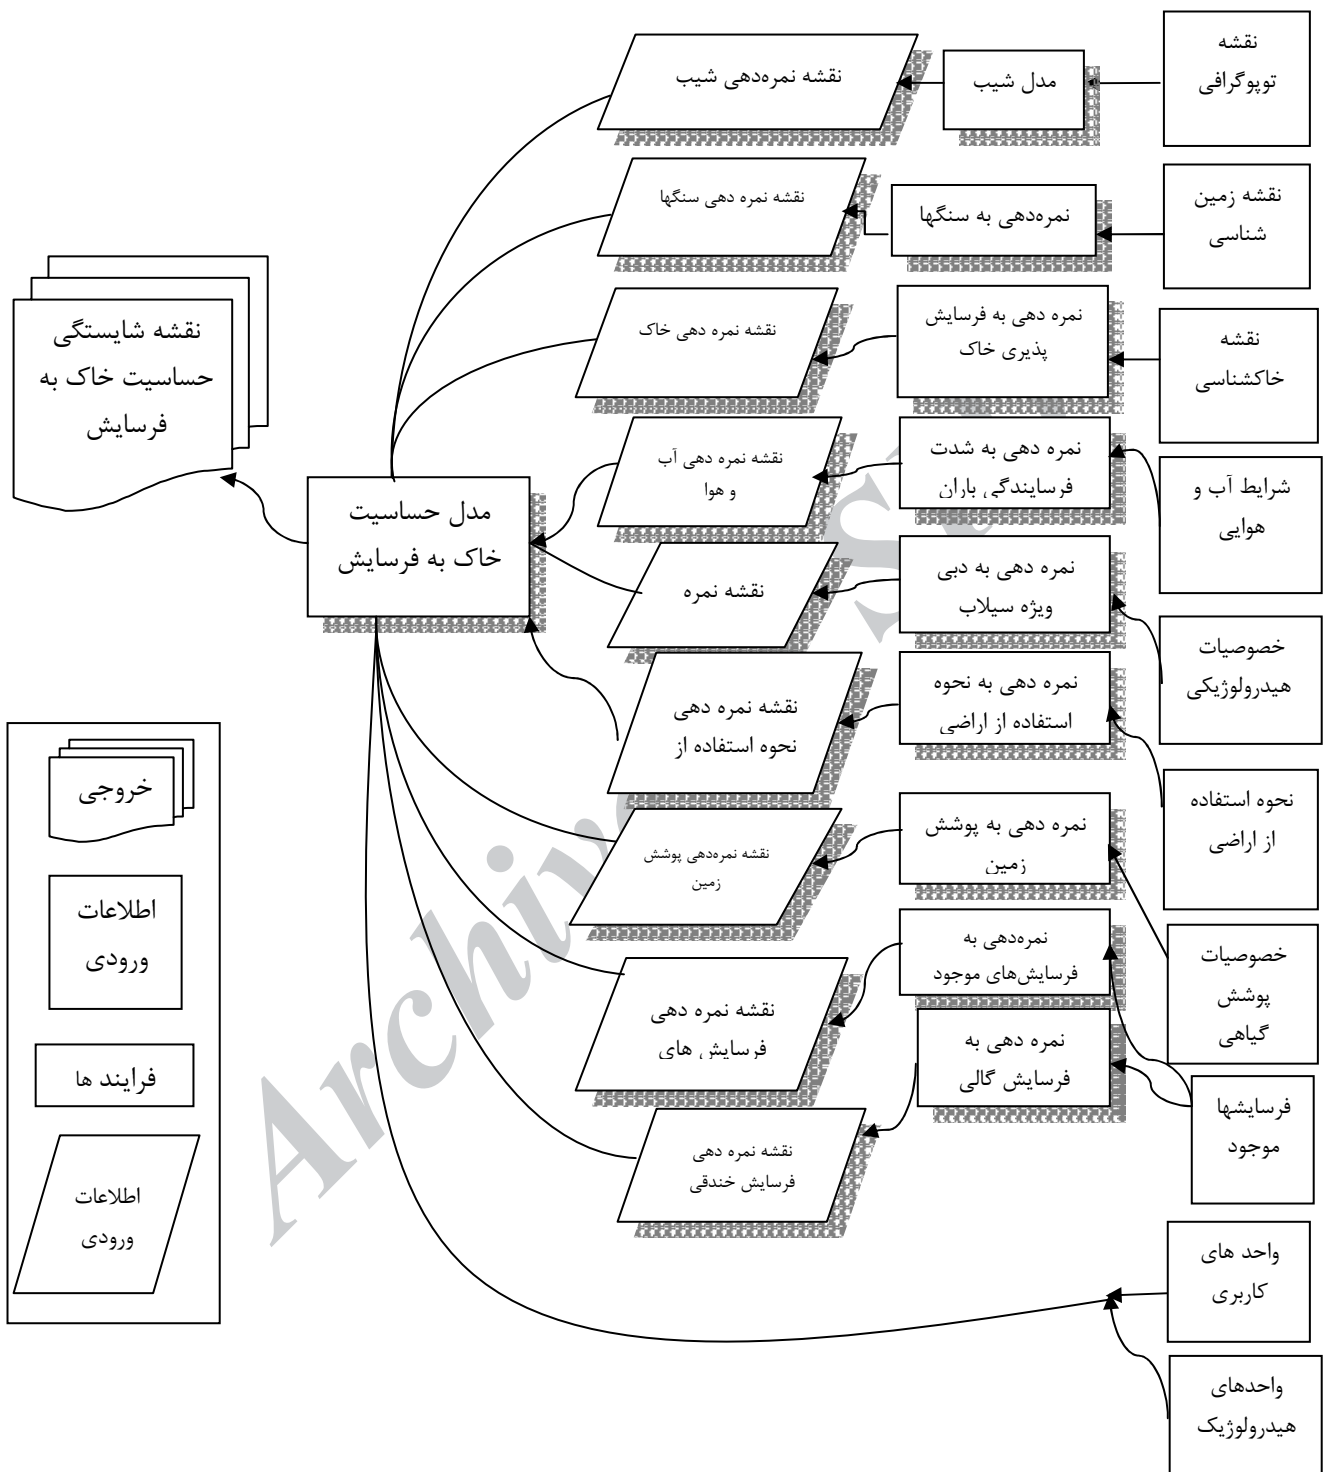 نقشه
توپوگرافی
مدل شیب
نقشه نمره‌دهی شیب
نقشه زمین
شناسی
نمره‌دهی به سنگها
نقشه نمره دهی سنگها
نقشه
خاکشناسی
نمره دهی به فرسایش
پذیری خاک
نقشه نمره دهی خاک
شرایط آب و
هوایی
نمره دهی به شدت
فرسایندگی باران
نقشه نمره دهی آب
و هوا
خصوصیات
هیدرولوژیکی
نمره دهی به دبی
ویژه سیلاب
نقشه نمره
نحوه استفاده
از اراضی
نمره دهی به نحوه
استفاده از اراضی
نقشه نمره دهی
نحوه استفاده از
خصوصیات
پوشش
گیاهی
نمره دهی به پوشش
زمین
نقشه نمره‌دهی پوشش
زمین
فرسایشها
موجود
نمره‌دهی به
فرسایش‌های موجود
نقشه نمره دهی
فرسایش های
نمره دهی به
فرسایش گالی
نقشه نمره دهی
فرسایش خندقی
واحد های
کاربری
واحدهای
هیدرولوژیک
مدل حساسیت
خاک به فرسایش
نقشه شایستگی
حساسیت خاک به
فرسایش
خروجی
اطلاعات
ورودی
فرایند ها
اطلاعات
ورودی